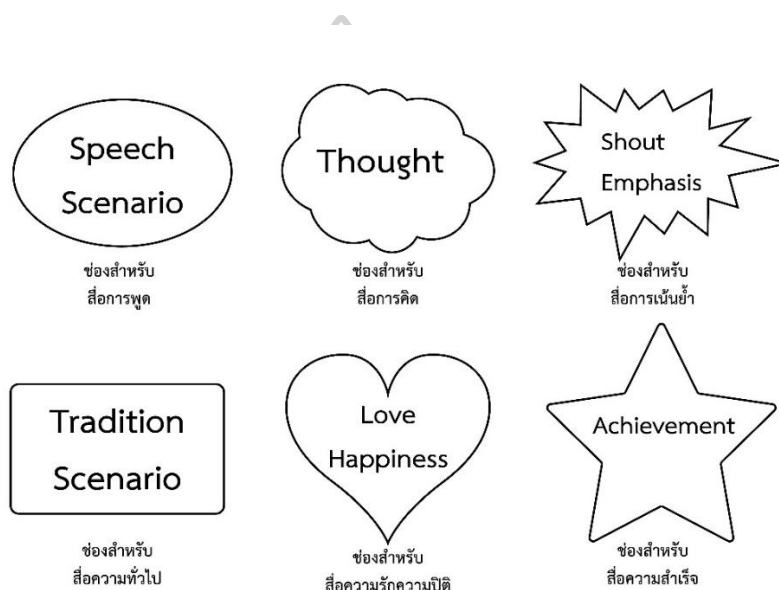 Speech
Scenario
ช่องสำหรับ
สื่อการพูด
Thought
ช่องสำหรับ
สื่อการคิด
Shout
Emphasis
ช่องสำหรับ
สื่อการเน้นย้ำ
Tradition
Scenario
ช่องสำหรับ
สื่อความทั่วไป
Love
Happiness
ช่องสำหรับ
สื่อความรักความปิติ
Achievement
ช่องสำหรับ
สื่อความสำเร็จ